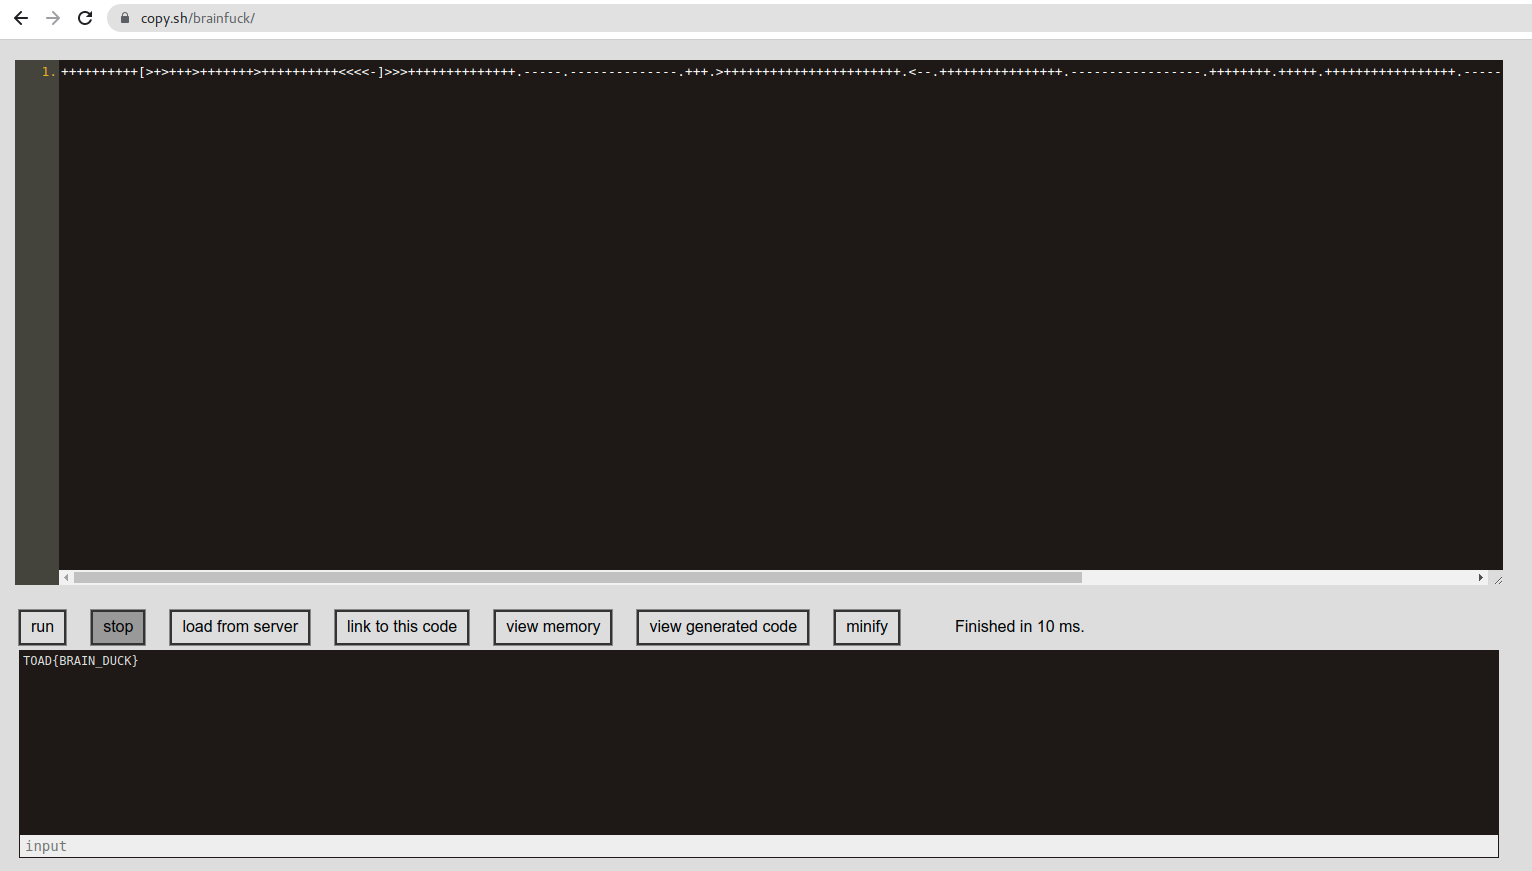 copy.sh/brainfuck/
1. ++++++++++[>+>+++>+++++++>++++++++++<<<<-]>>>++++++++++++++.-----.--------------.+++.>+++++++++++++++++++++++.<--.++++++++++++++++.-----------------.++++++++.+++++.+++++++++++++++++.-----
run stop load from server link to this code view memory view generated code minify Finished in 10 ms.
TOAD{BRAIN_DUCK}
input